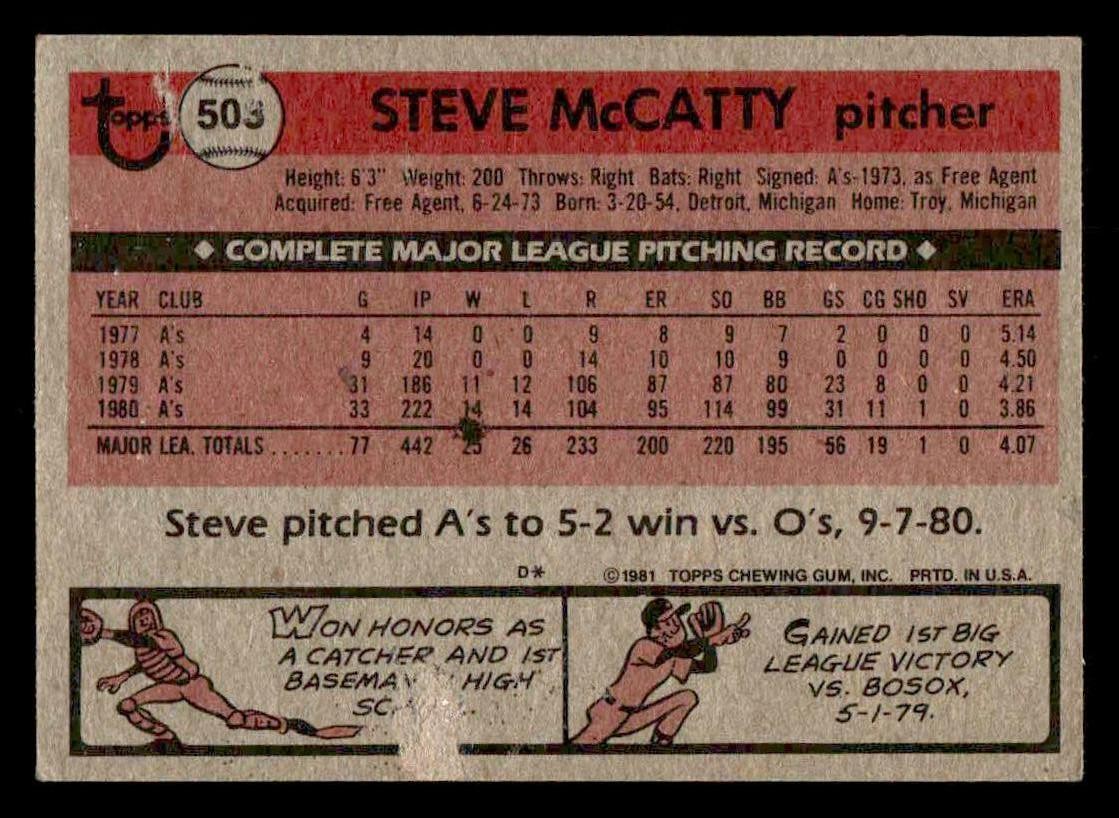 Topps
503
STEVE McCATTY pitcher
Height: 6'3" Weight: 200 Throws: Right Bats: Right Signed: A's-1973, as Free Agent
Acquired: Free Agent, 6-24-73 Born: 3-20-54, Detroit, Michigan Home: Troy, Michigan
◆ COMPLETE MAJOR LEAGUE PITCHING RECORD ◆
YEAR CLUB G IP W L R ER SO BB GS CG SHO SV ERA
1977 A's 4 14 0 0 9 8 9 7 2 0 0 0 5.14
1978 A's 9 20 0 0 14 10 10 9 0 0 0 0 4.50
1979 A's 31 186 11 12 106 87 87 80 23 8 0 0 4.21
1980 A's 33 222 14 14 104 95 114 99 31 11 1 0 3.86
MAJOR LEA. TOTALS.......77 442 25 26 233 200 220 195 56 19 1 0 4.07
Steve pitched A's to 5-2 win vs. O's, 9-7-80.
D* ©1981 TOPPS CHEWING GUM, INC. PRTD. IN U.S.A.
WON HONORS AS
A CATCHER AND 1ST
HIGH
GAINED 1ST BIG
LEAGUE VICTORY
VS. BOSOX,
5-1-79.